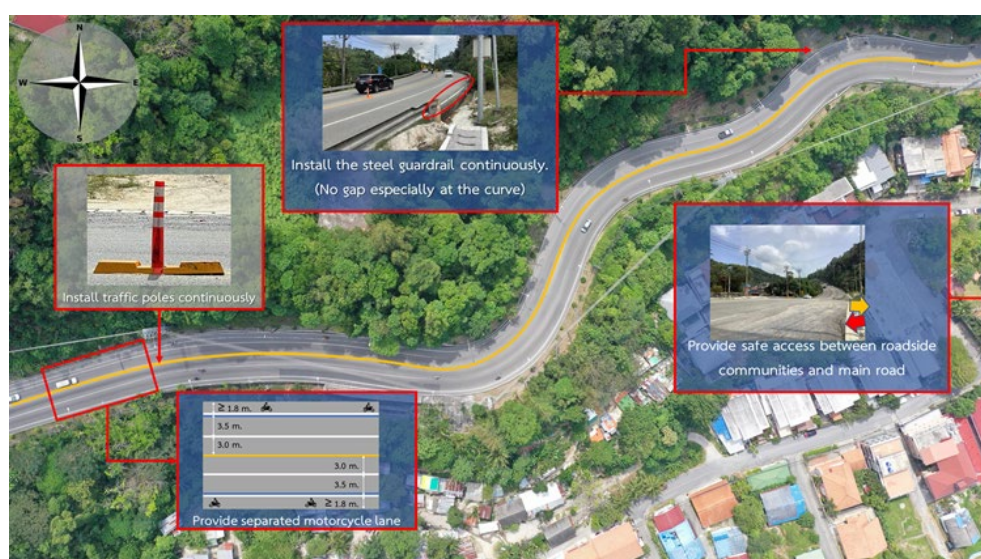 N
W E
S
Install the steel guardrail continuously.
(No gap especially at the curve)
Install traffic poles continuously
Provide safe access between roadside
communities and main road
≥ 1.8 m.
3.5 m.
3.0 m.
3.0 m.
3.5 m.
≥ 1.8 m.
Provide separated motorcycle lane